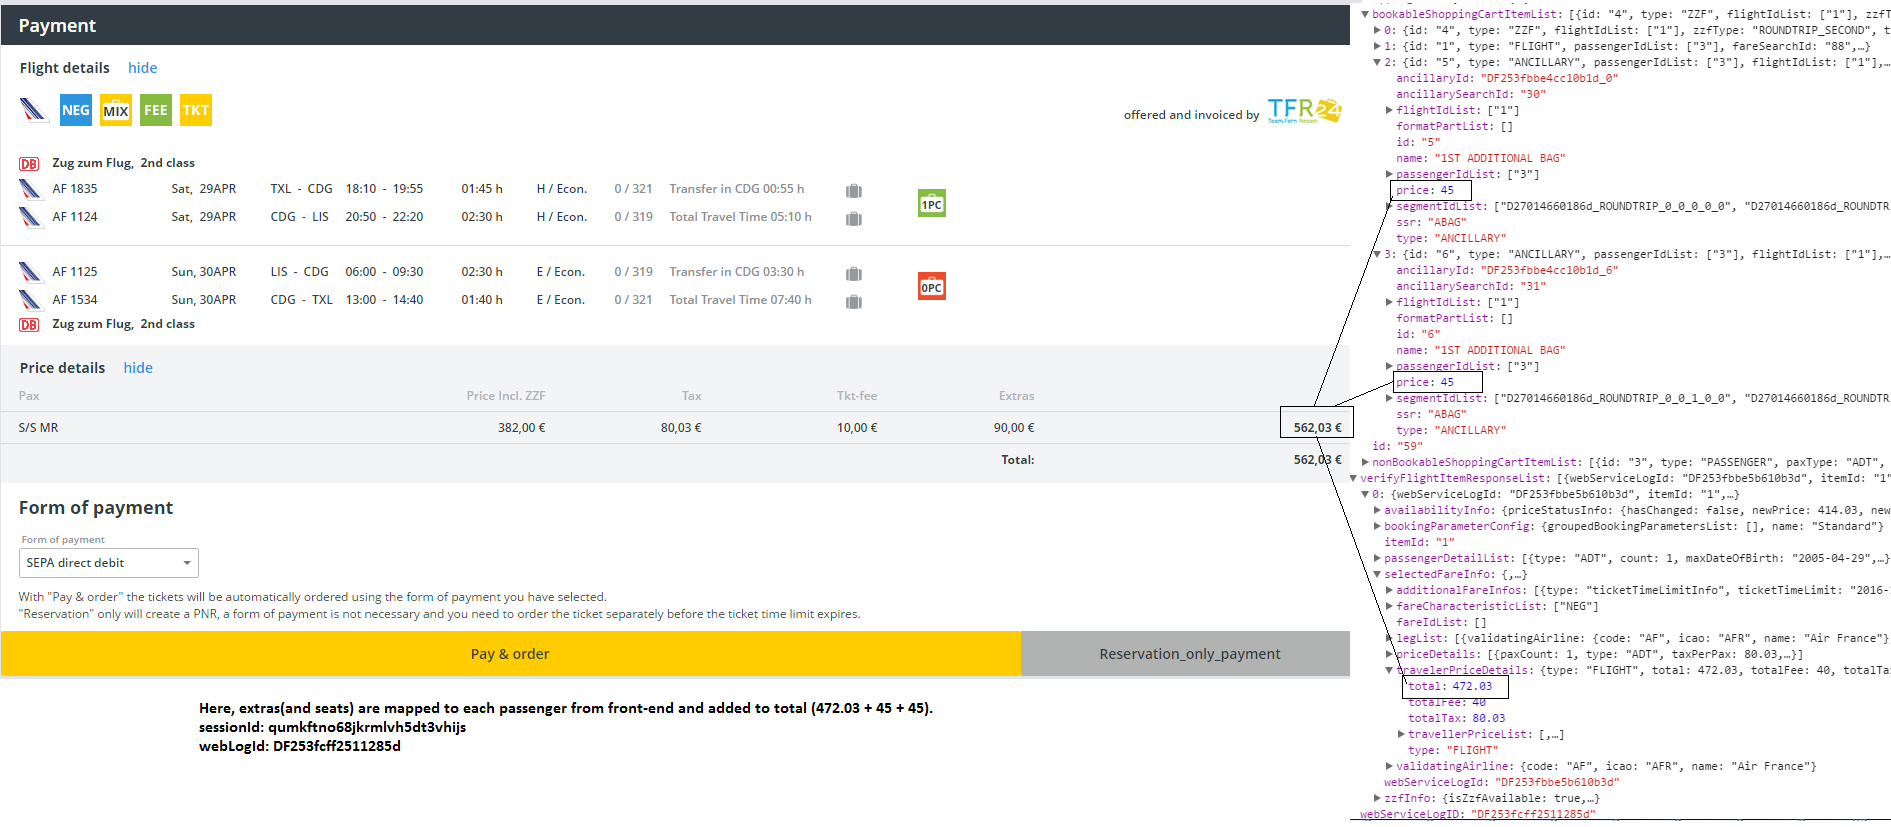 Payment
Flight details hide
NEG MIX FEE TKT
offered and invoiced by TFR24
Team Fern Reisen
DB Zug zum Flug, 2nd class
AF 1835 Sat, 29APR TXL - CDG 18:10 - 19:55 01:45 h H / Econ. 0 / 321 Transfer in CDG 00:55 h
1PC
AF 1124 Sat, 29APR CDG - LIS 20:50 - 22:20 02:30 h H / Econ. 0 / 319 Total Travel Time 05:10 h
AF 1125 Sun, 30APR LIS - CDG 06:00 - 09:30 02:30 h E / Econ. 0 / 319 Transfer in CDG 03:30 h
0PC
AF 1534 Sun, 30APR CDG - TXL 13:00 - 14:40 01:40 h E / Econ. 0 / 321 Total Travel Time 07:40 h
DB Zug zum Flug, 2nd class
Price details hide
Pax Price Incl. ZZF Tax Tkt-fee Extras
S/S MR 382,00 € 80,03 € 10,00 € 90,00 € 562,03 €
Total: 562,03 €
Form of payment
Form of payment
SEPA direct debit
With "Pay & order" the tickets will be automatically ordered using the form of payment you have selected.
"Reservation" only will create a PNR, a form of payment is not necessary and you need to order the ticket separately before the ticket time limit expires.
Pay & order Reservation_only_payment
Here, extras(and seats) are mapped to each passenger from front-end and added to total (472.03 + 45 + 45).
sessionId: qumkftno68jkrmlvh5dt3vhijs
webLogId: DF253fcff2511285d
bookableShoppingCartItemList: [{id: "4", type: "ZZF", flightIdList: ["1"], zzfT
0: {id: "4", type: "ZZF", flightIdList: ["1"], zzfType: "ROUNDTRIP_SECOND", t
1: {id: "1", type: "FLIGHT", passengerIdList: ["3"], fareSearchId: "88",…}
2: {id: "5", type: "ANCILLARY", passengerIdList: ["3"], flightIdList: ["1"],…
ancillaryId: "DF253fbbe4cc10b1d_0"
ancillarySearchId: "30"
flightIdList: ["1"]
formatPartList: []
id: "5"
name: "1ST ADDITIONAL BAG"
passengerIdList: ["3"]
price: 45
segmentIdList: ["D27014660186d_ROUNDTRIP_0_0_0_0_0", "D27014660186d_ROUNDTRI
ssr: "ABAG"
type: "ANCILLARY"
3: {id: "6", type: "ANCILLARY", passengerIdList: ["3"], flightIdList: ["1"],…
ancillaryId: "DF253fbbe4cc10b1d_6"
ancillarySearchId: "31"
flightIdList: ["1"]
formatPartList: []
id: "6"
name: "1ST ADDITIONAL BAG"
passengerIdList: ["3"]
price: 45
segmentIdList: ["D27014660186d_ROUNDTRIP_0_0_1_0_0", "D27014660186d_ROUNDTRI
ssr: "ABAG"
type: "ANCILLARY"
id: "59"
nonBookableShoppingCartItemList: [{id: "3", type: "PASSENGER", paxType: "ADT",
verifyFlightItemResponseList: [{webServiceLogId: "DF253fbbe5b610b3d", itemId: "1"
0: {webServiceLogId: "DF253fbbe5b610b3d", itemId: "1",…}
availabilityInfo: {priceStatusInfo: {hasChanged: false, newPrice: 414.03, new
bookingParameterConfig: {groupedBookingParametersList: [], name: "Standard"}
itemId: "1"
passengerDetailList: [{type: "ADT", count: 1, maxDateOfBirth: "2005-04-29",…}
selectedFareInfo: {,…}
additionalFareInfos: [{type: "ticketTimeLimitInfo", ticketTimeLimit: "2016-1
fareCharacteristicList: ["NEG"]
fareIdList: []
legList: [{validatingAirline: {code: "AF", icao: "AFR", name: "Air France"}
priceDetails: [{paxCount: 1, type: "ADT", taxPerPax: 80.03,…}]
travelerPriceDetails: {type: "FLIGHT", total: 472.03, totalFee: 40, totalTax
total: 472.03
totalFee: 40
totalTax: 80.03
travellerPriceList: [,…]
type: "FLIGHT"
validatingAirline: {code: "AF", icao: "AFR", name: "Air France"}
webServiceLogId: "DF253fbbe5b610b3d"
zzfInfo: {isZzfAvailable: true,…}
webServiceLogID: "DF253fcff2511285d"